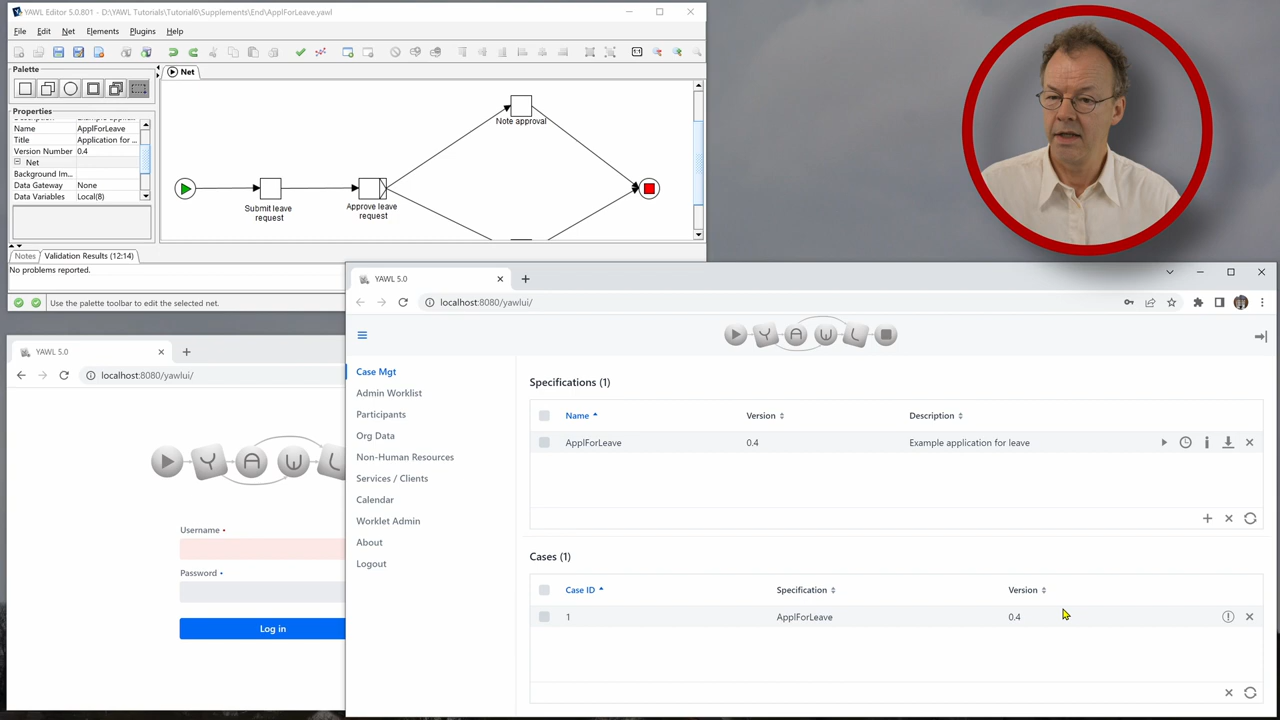 YAWL Editor 5.0.801 - D:\YAWL Tutorials\Tutorial6\Supplements\End\ApplForLeave.yawl
File Edit Net Elements Plugins Help
Palette
Net
Properties
Name ApplForLeave
Title Application for ...
Version Number 0.4
Net
Background Im...
Data Gateway None
Data Variables Local(8)
Note approval
Submit leave
request
Approve leave
request
Notes Validation Results (12:14)
No problems reported.
Use the palette toolbar to edit the selected net.
YAWL 5.0
localhost:8080/yawlui/
YAWL
Username •
Password •
Log in
YAWL 5.0
localhost:8080/yawlui/
YAWL
Case Mgt
Admin Worklist
Participants
Org Data
Non-Human Resources
Services / Clients
Calendar
Worklet Admin
About
Logout
Specifications (1)
Name Version Description
ApplForLeave 0.4 Example application for leave
Cases (1)
Case ID Specification Version
1 ApplForLeave 0.4